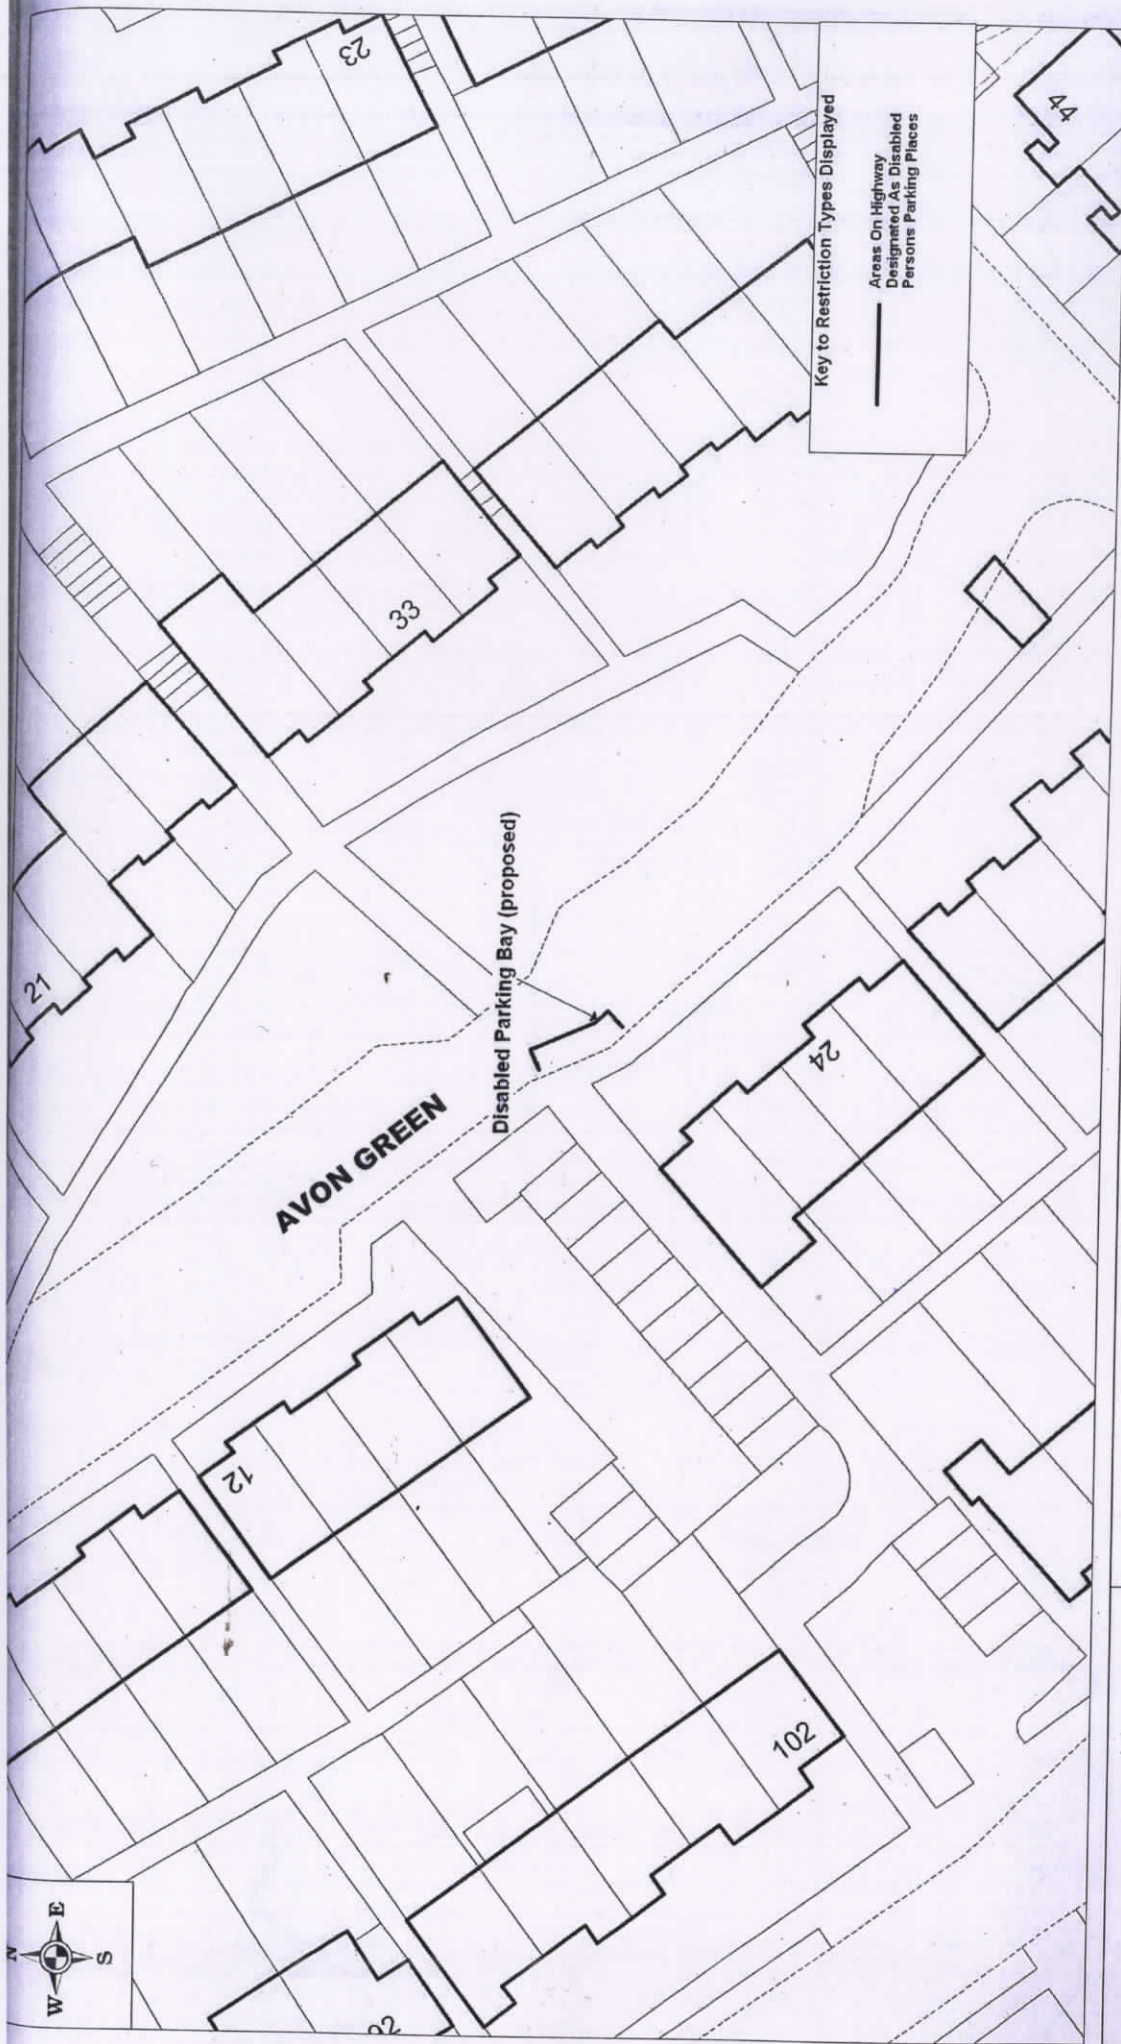 Key to Restriction Types Displayed
Areas On Highway
Designated As Disabled
Persons Parking Places
23
44
33
21
Disabled Parking Bay (proposed)
AVON GREEN
24
12
102
N
W
E
S